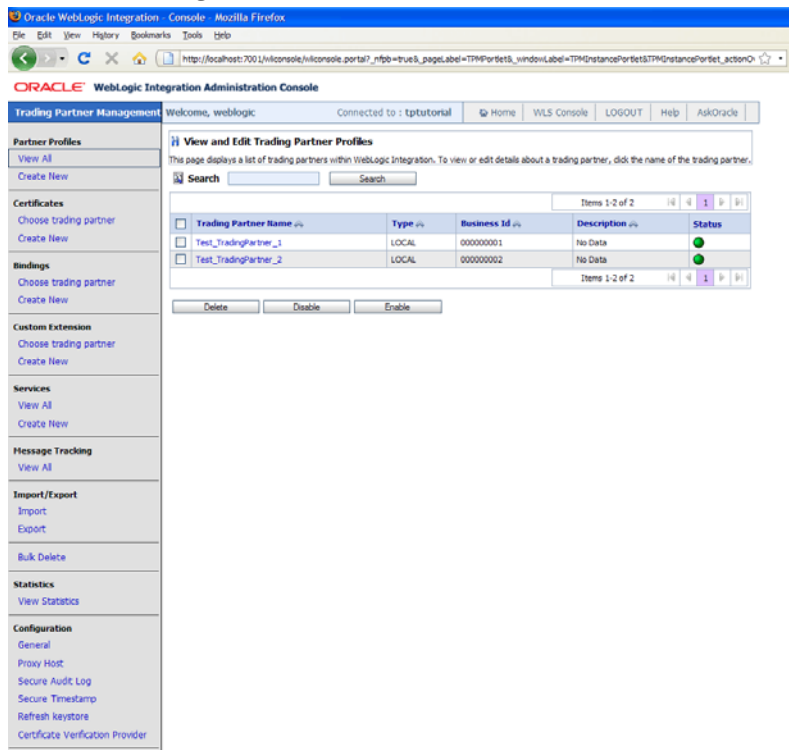 Oracle WebLogic Integration - Console - Mozilla Firefox
File Edit View History Bookmarks Tools Help
http://localhost:7001/wliconsole/wliconsole.portal?_nfpb=true&_pageLabel=TPMPortlet&_windowLabel=TPMInstancePortlet&TPMInstancePortlet_actionO
ORACLE WebLogic Integration Administration Console
Trading Partner Management Welcome, weblogic Connected to : tptutorial Home WLS Console LOGOUT Help AskOracle
Partner Profiles
View All
Create New
Certificates
Choose trading partner
Create New
Bindings
Choose trading partner
Create New
Custom Extension
Choose trading partner
Create New
Services
View All
Create New
Message Tracking
View All
Import/Export
Import
Export
Bulk Delete
Statistics
View Statistics
Configuration
General
Proxy Host
Secure Audit Log
Secure Timestamp
Refresh keystore
Certificate Verification Provider
View and Edit Trading Partner Profiles
This page displays a list of trading partners within WebLogic Integration. To view or edit details about a trading partner, click the name of the trading partner.
Search Search
Items 1-2 of 2 1
Trading Partner Name Type Business Id Description Status
Test_TradingPartner_1 LOCAL 000000001 No Data
Test_TradingPartner_2 LOCAL 000000002 No Data
Items 1-2 of 2 1
Delete Disable Enable